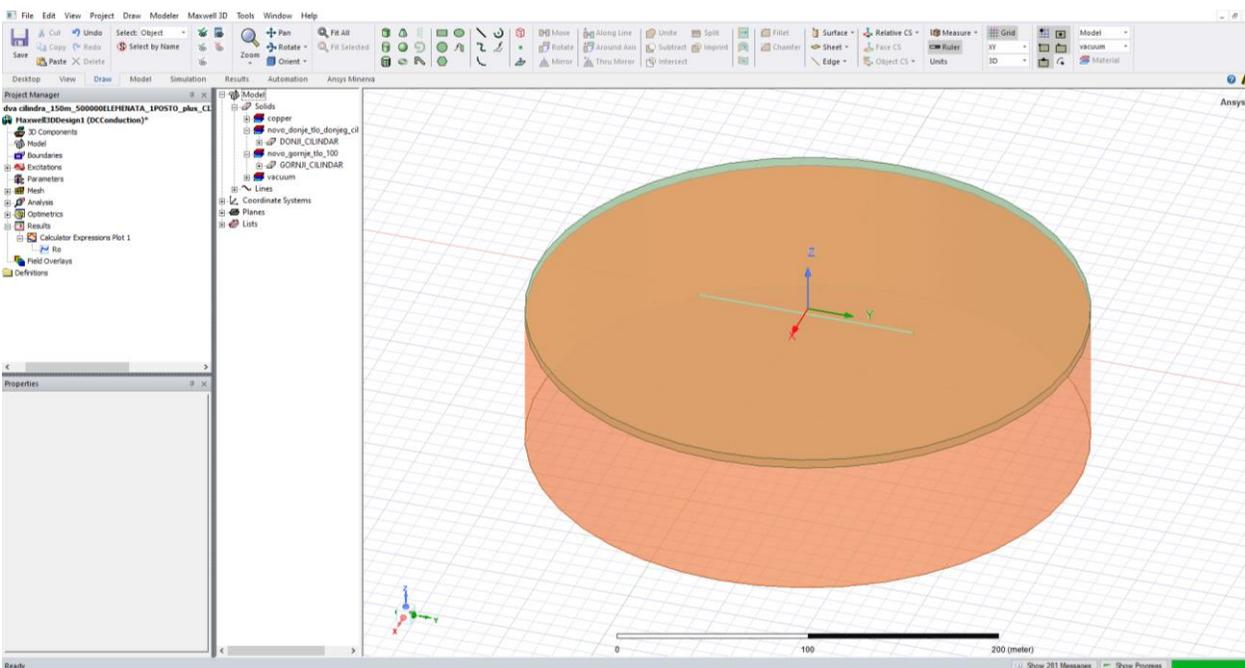 File Edit View Project Draw Modeler Maxwell 3D Tools Window Help
Save
Cut
Copy
Paste
Undo
Redo
Delete
Select: Object
Select by Name
Zoom
Pan
Rotate
Orient
Fit All
Fit Selected
Move
Rotate
Mirror
Along Line
Around Axis
Thru Mirror
Unite
Subtract
Intersect
Split
Imprint
Fillet
Chamfer
Surface
Sheet
Edge
Relative CS
Face CS
Object CS
Measure
Ruler
Units
Grid
XY
3D
Model
vacuum
Material
Desktop View Draw Model Simulation Results Automation Ansys Minerva
Project Manager
dva cilindra_150m_500000ELEMENATA_1POSTO_plus_CI
Maxwell3DDesign1 (DCConduction)*
3D Components
Model
Boundaries
Excitations
Parameters
Mesh
Analysis
Optimetrics
Results
Calculator Expressions Plot 1
Ro
Field Overlays
Definitions
Properties
Model
Solids
copper
novo_donje_tlo_donjeg_cil
DONJI_CILINDAR
novo_gornje_tlo_100
GORNJI_CILINDAR
vacuum
Lines
Coordinate Systems
Planes
Lists
Ansys
Z
Y
X
Z
Y
X
0 100 200 (meter)
Ready
Show 281 Messages
Show Progress